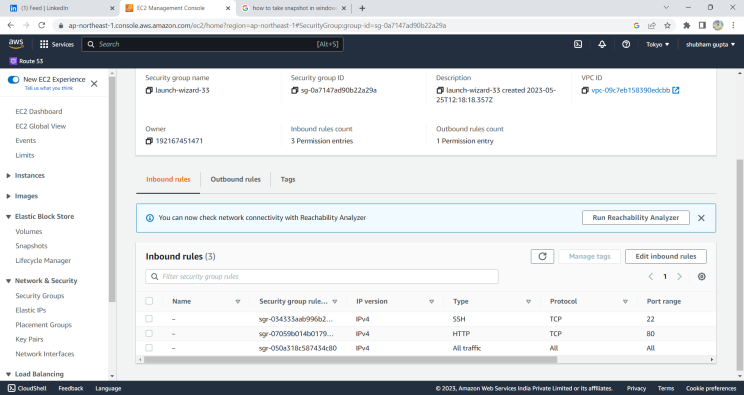 (1) Feed | LinkedIn
EC2 Management Console
how to take snapshot in window
ap-northeast-1.console.aws.amazon.com/ec2/home?region=ap-northeast-1#SecurityGroup:group-id=sg-0a7147ad90b22a29a
aws
Services
Search
[Alt+S]
Tokyo
shubham gupta
Route 53
New EC2 Experience
Tell us what you think
EC2 Dashboard
EC2 Global View
Events
Limits
Instances
Images
Elastic Block Store
Volumes
Snapshots
Lifecycle Manager
Network & Security
Security Groups
Elastic IPs
Placement Groups
Key Pairs
Network Interfaces
Load Balancing
Security group name
launch-wizard-33
Security group ID
sg-0a7147ad90b22a29a
Description
launch-wizard-33 created 2023-05-
25T12:18:18.357Z
VPC ID
vpc-09c7eb158390edcbb
Owner
192167451471
Inbound rules count
3 Permission entries
Outbound rules count
1 Permission entry
Inbound rules
Outbound rules
Tags
You can now check network connectivity with Reachability Analyzer
Run Reachability Analyzer
Inbound rules (3)
Manage tags
Edit inbound rules
Filter security group rules
1
Name Security group rule... IP version Type Protocol Port range
– sgr-034333aab996b2... IPv4 SSH TCP 22
– sgr-07059b014b0179... IPv4 HTTP TCP 80
– sgr-050a318c587434c80 IPv4 All traffic All All
CloudShell Feedback Language
© 2023, Amazon Web Services India Private Limited or its affiliates. Privacy Terms Cookie preferences